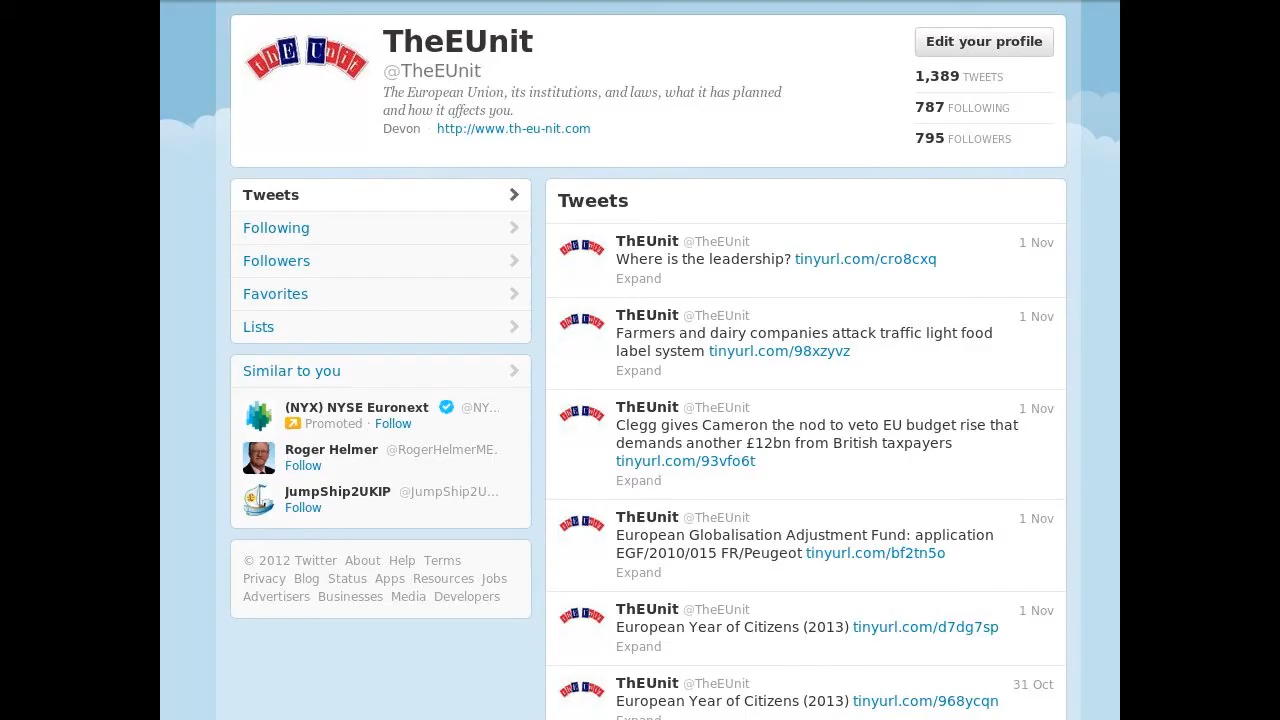 thE Unit
TheEUnit
@TheEUnit
The European Union, its institutions, and laws, what it has planned
and how it affects you.
Devon · http://www.th-eu-nit.com
Edit your profile
1,389 TWEETS
787 FOLLOWING
795 FOLLOWERS
Tweets
Following
Followers
Favorites
Lists
Similar to you
(NYX) NYSE Euronext @NY...
Promoted · Follow
Roger Helmer @RogerHelmerME.
Follow
JumpShip2UKIP @JumpShip2U...
Follow
© 2012 Twitter About Help Terms
Privacy Blog Status Apps Resources Jobs
Advertisers Businesses Media Developers
Tweets
ThEUnit @TheEUnit 1 Nov
Where is the leadership? tinyurl.com/cro8cxq
Expand
ThEUnit @TheEUnit 1 Nov
Farmers and dairy companies attack traffic light food
label system tinyurl.com/98xzyvz
Expand
ThEUnit @TheEUnit 1 Nov
Clegg gives Cameron the nod to veto EU budget rise that
demands another £12bn from British taxpayers
tinyurl.com/93vfo6t
Expand
ThEUnit @TheEUnit 1 Nov
European Globalisation Adjustment Fund: application
EGF/2010/015 FR/Peugeot tinyurl.com/bf2tn5o
Expand
ThEUnit @TheEUnit 1 Nov
European Year of Citizens (2013) tinyurl.com/d7dg7sp
Expand
ThEUnit @TheEUnit 31 Oct
European Year of Citizens (2013) tinyurl.com/968ycqn
Expand